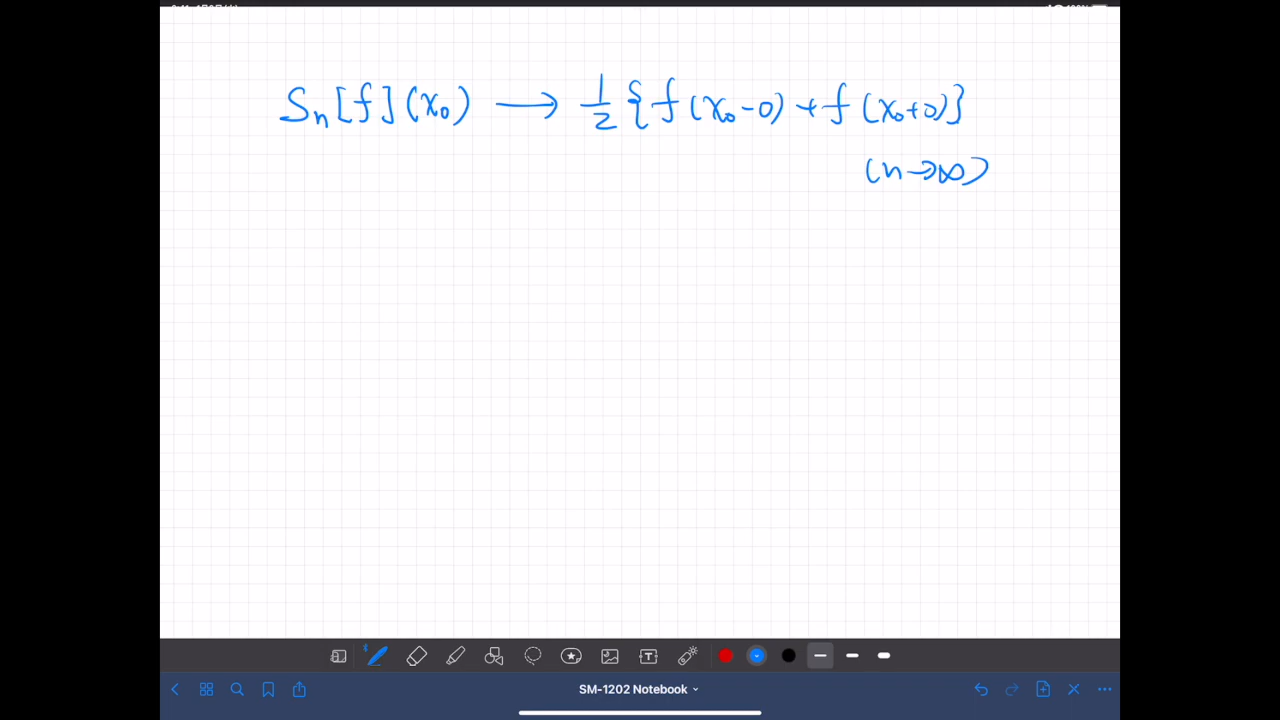 Sn[f](x₀) ⟶ 1/2 {f(x₀-0) + f(x₀+0)}
(n→∞)
SM-1202 Notebook